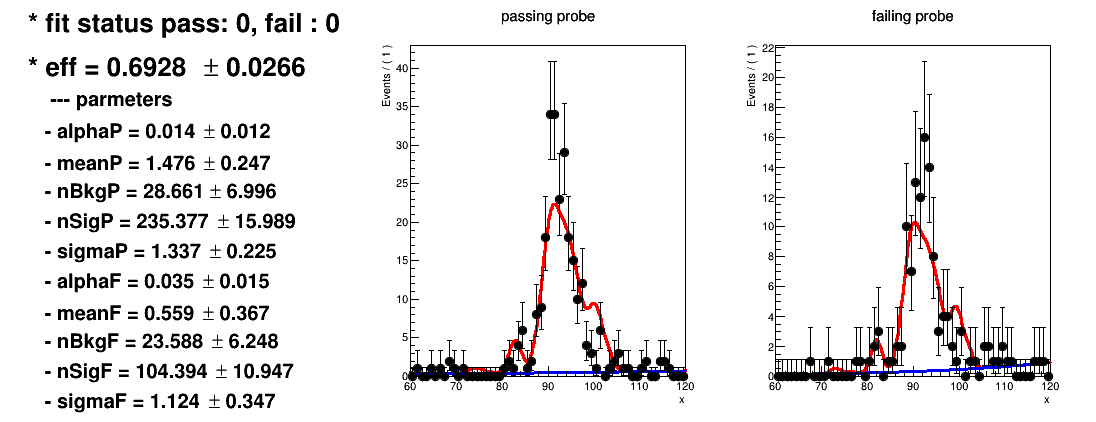 * fit status pass: 0, fail : 0
* eff = 0.6928 ± 0.0266
--- parmeters
- alphaP = 0.014 ± 0.012
- meanP = 1.476 ± 0.247
- nBkgP = 28.661 ± 6.996
- nSigP = 235.377 ± 15.989
- sigmaP = 1.337 ± 0.225
- alphaF = 0.035 ± 0.015
- meanF = 0.559 ± 0.367
- nBkgF = 23.588 ± 6.248
- nSigF = 104.394 ± 10.947
- sigmaF = 1.124 ± 0.347
passing probe
Events / ( 1 )
40
35
30
25
20
15
10
5
0
60 70 80 90 100 110 120
x
failing probe
Events / ( 1 )
22
20
18
16
14
12
10
8
6
4
2
0
60 70 80 90 100 110 120
x